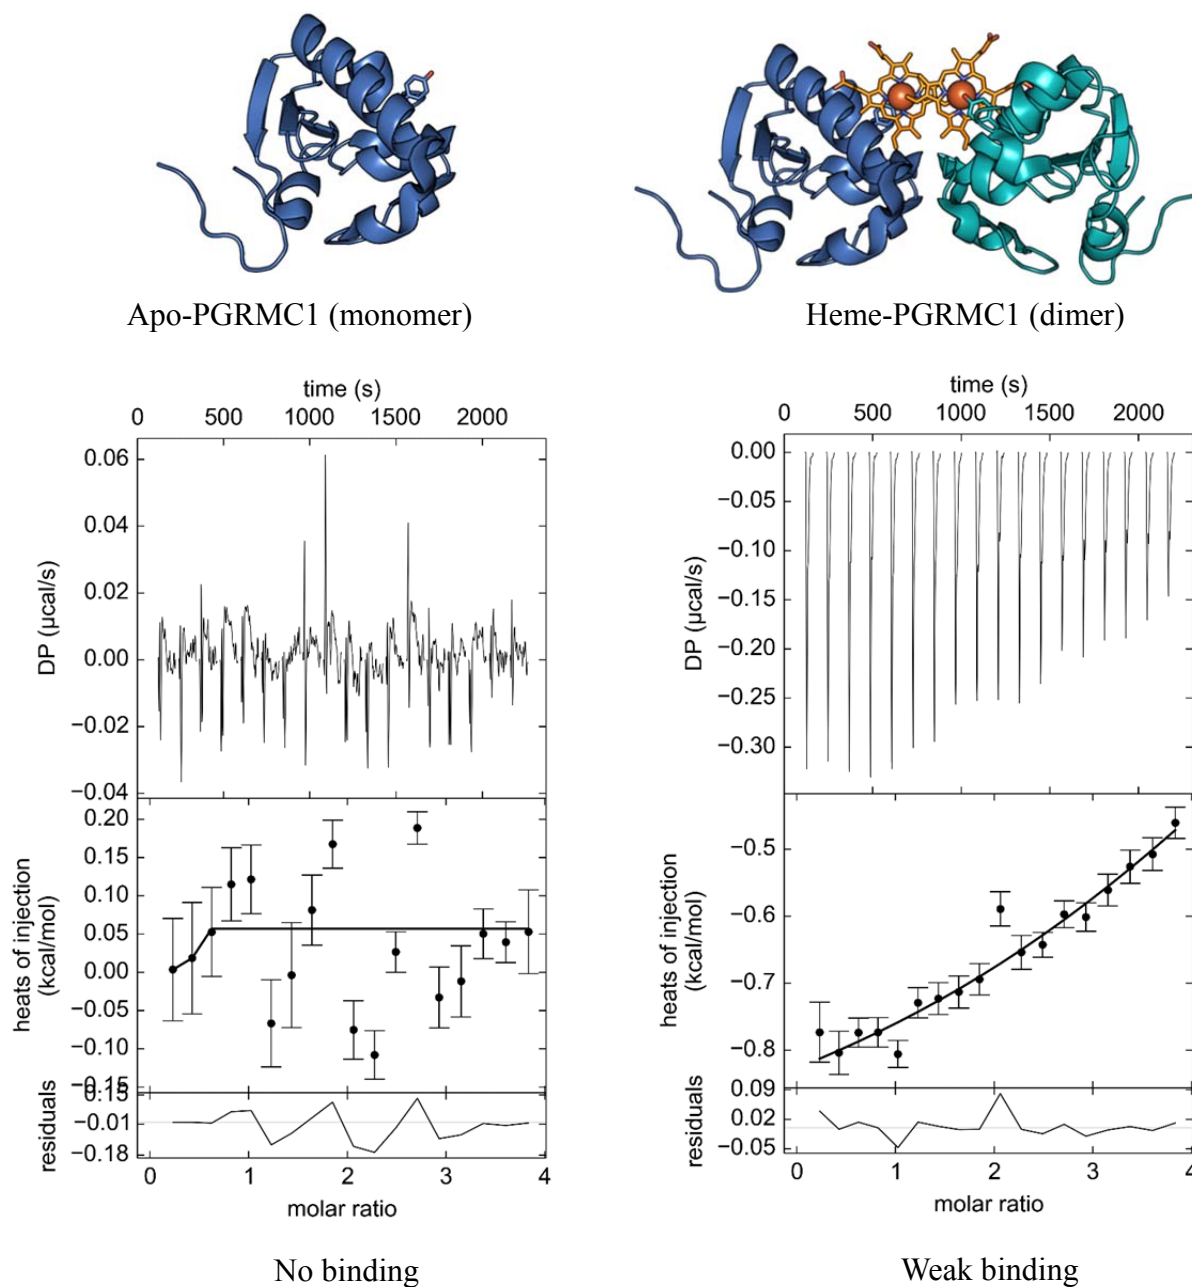 Apo-PGRMC1 (monomer)
Heme-PGRMC1 (dimer)
time (s)
0 500 1000 1500 2000
0.06
0.04
0.02
0.00
−0.02
−0.04
DP (µcal/s)
0.20
0.15
0.10
0.05
0.00
−0.05
−0.10
−0.15
heats of injection
(kcal/mol)
0.15
−0.01
−0.18
residuals
0 1 2 3 4
molar ratio
No binding
time (s)
0 500 1000 1500 2000
0.00
−0.05
−0.10
−0.15
−0.20
−0.25
−0.30
DP (µcal/s)
−0.5
−0.6
−0.7
−0.8
heats of injection
(kcal/mol)
0.09
0.02
−0.05
residuals
0 1 2 3 4
molar ratio
Weak binding